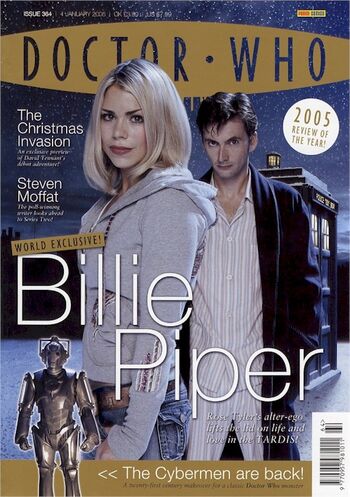 ISSUE 364 | 4 JANUARY 2006 |
DOCTOR · WHO
2005
REVIEW OF
THE YEAR!
The
Christmas
Invasion
An exclusive preview
of David Tennant's
debut adventure!
Steven
Moffat
The poll-winning
writer looks ahead
to Series Two!
POLICE BOX
WORLD EXCLUSIVE!
Billie
Piper
Rose Tyler's alter-ego
lifts the lid on life and
love in the TARDIS!
<< The Cybermen are back!
A twenty-first century makeover for a classic Doctor Who monster